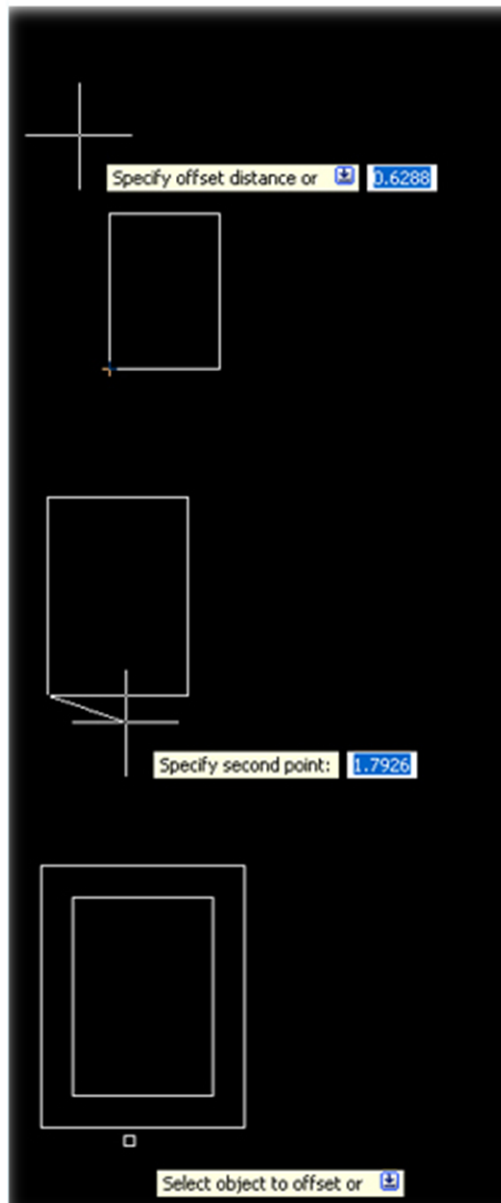 Specify offset distance or 0.6288
Specify second point: 1.7926
Select object to offset or